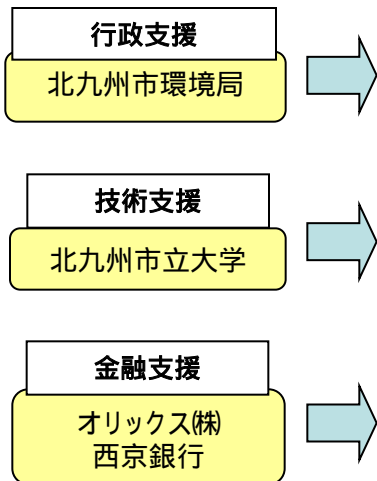 行政支援
北九州市環境局
技術支援
北九州市立大学
金融支援
オリックス㈱
西京銀行